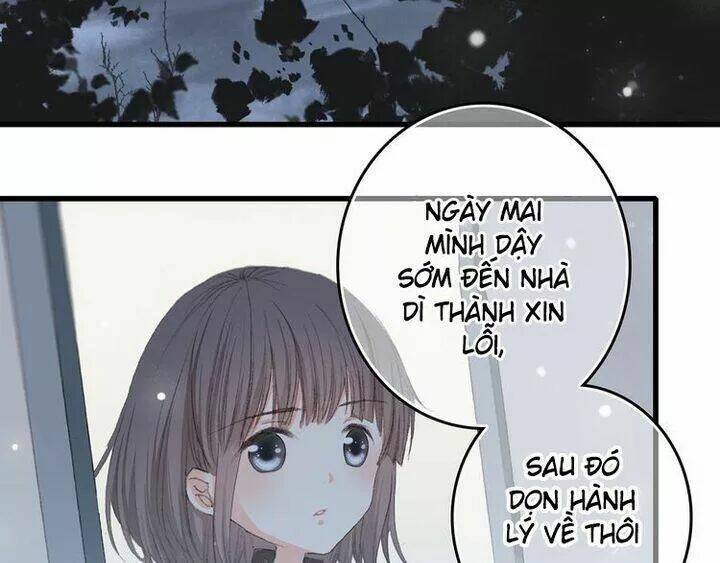 NGÀY MAI
MÌNH DẬY
SỚM ĐẾN NHÀ
DÌ THÀNH XIN
LỖI,
SAU ĐÓ
DỌN HÀNH
LÝ VỀ THÔI